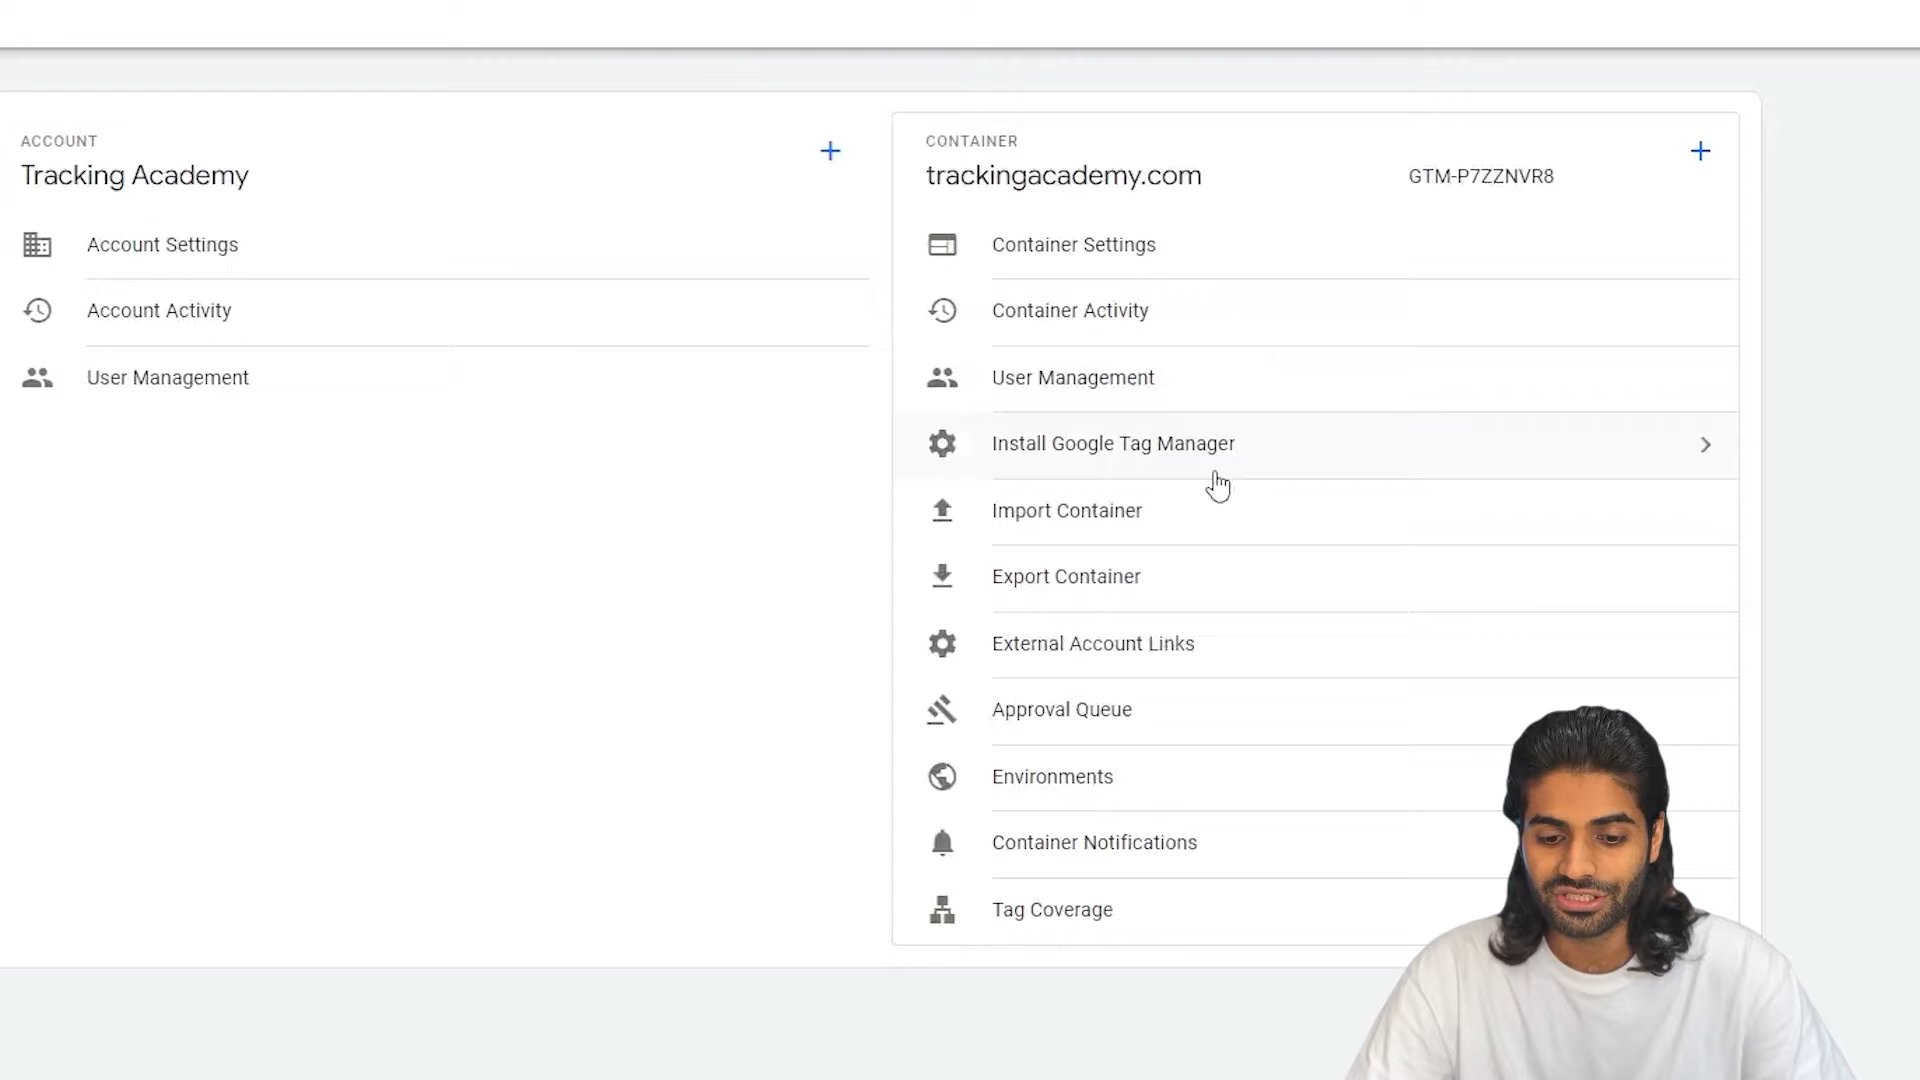 ACCOUNT
Tracking Academy
Account Settings
Account Activity
User Management
CONTAINER
trackingacademy.com
GTM-P7ZZNVR8
Container Settings
Container Activity
User Management
Install Google Tag Manager
Import Container
Export Container
External Account Links
Approval Queue
Environments
Container Notifications
Tag Coverage